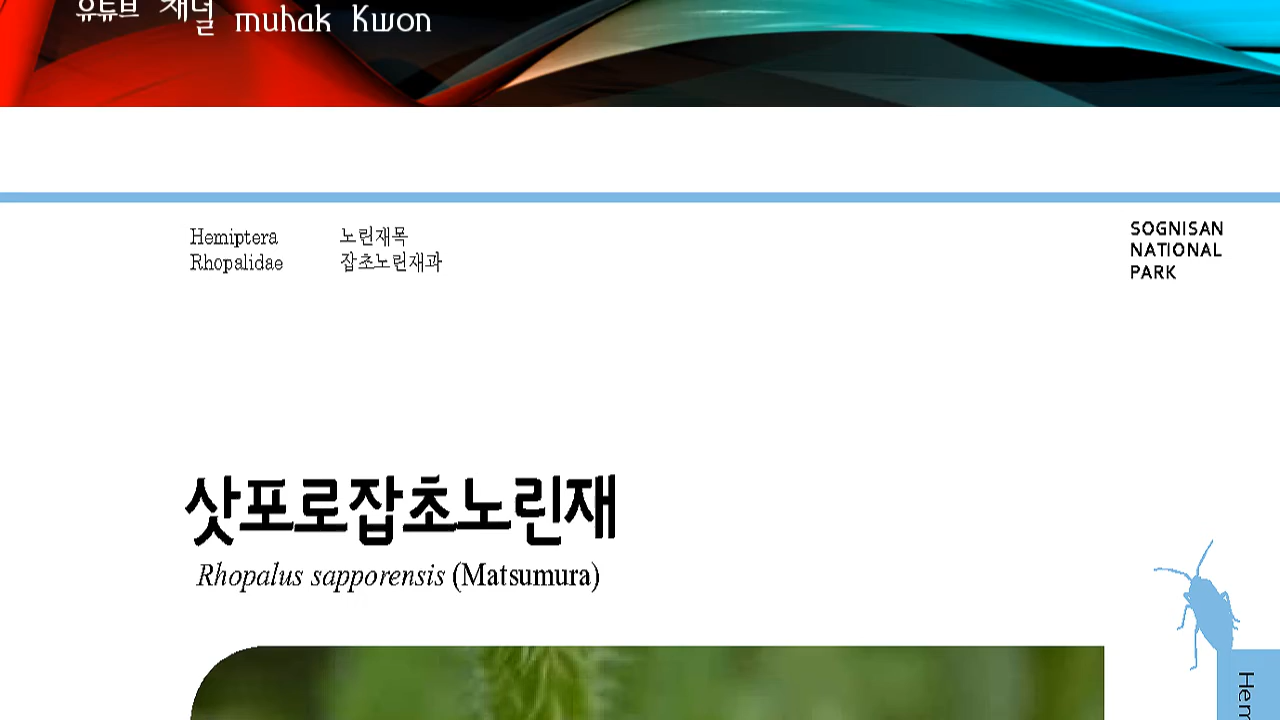 유튜브 채널 muhak Kwon
Hemiptera 노린재목
Rhopalidae 잡초노린재과
SOGNISAN
NATIONAL
PARK
삿포로잡초노린재
Rhopalus sapporensis (Matsumura)